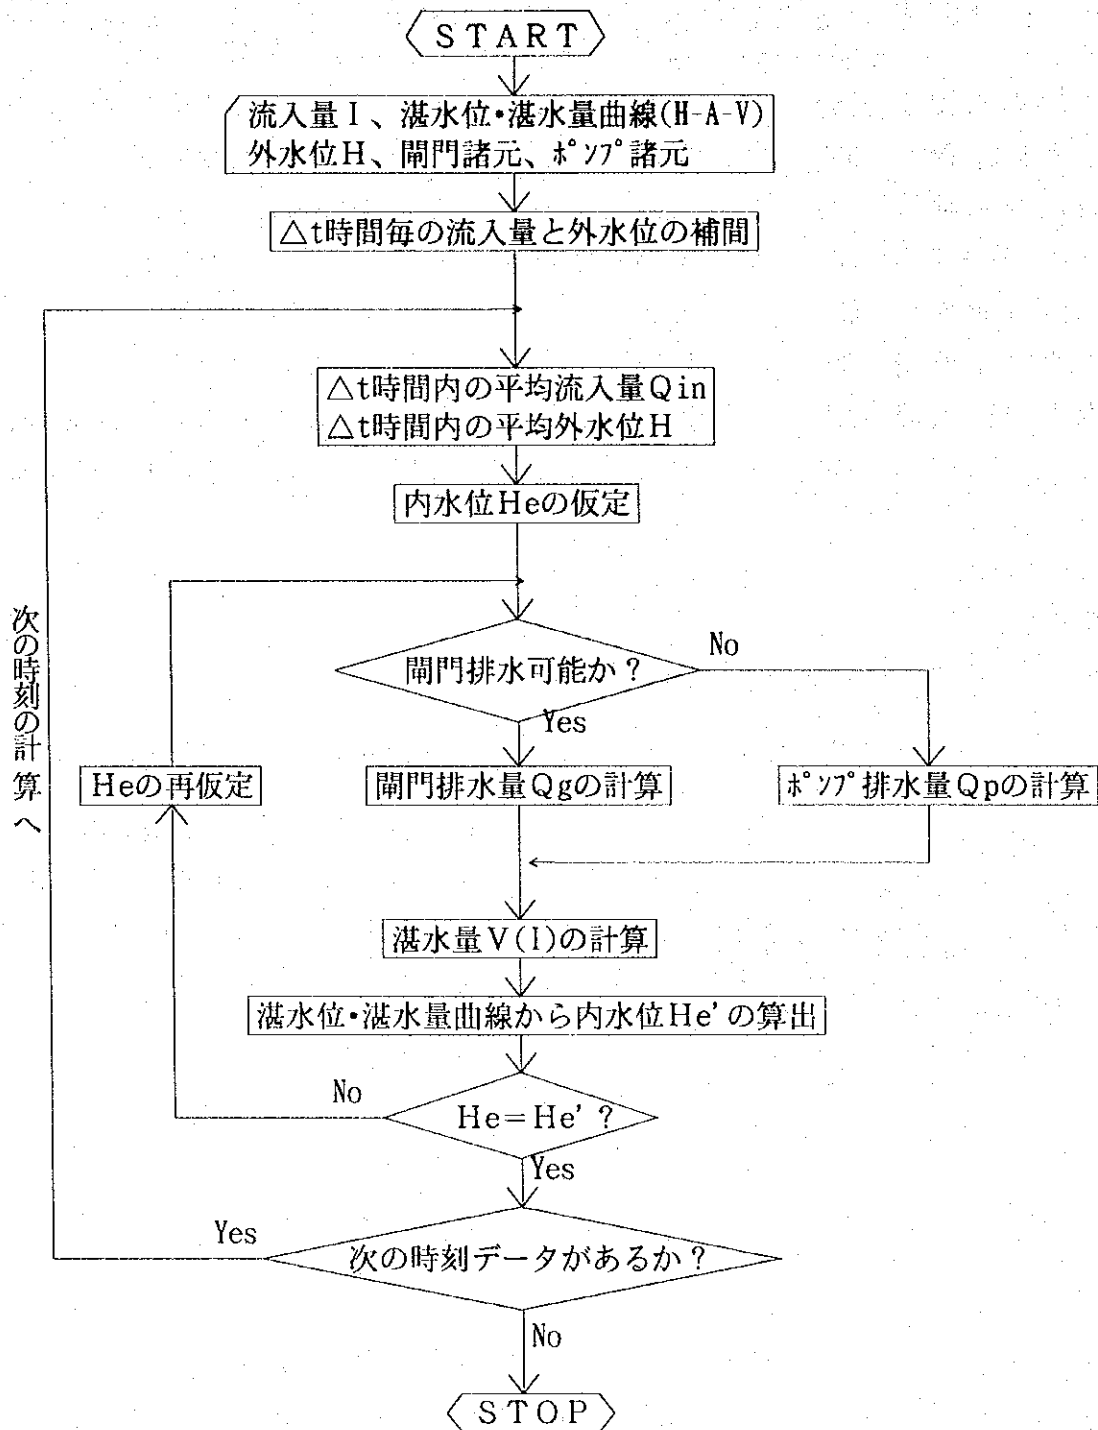 START
流入量I、湛水位・湛水量曲線(H-A-V)
外水位H、閘門諸元、ﾎﾟﾝﾌﾟ諸元
△t時間毎の流入量と外水位の補間
△t時間内の平均流入量Qin
△t時間内の平均外水位H
内水位Heの仮定
閘門排水可能か?
No
Yes
Heの再仮定
閘門排水量Qgの計算
ﾎﾟﾝﾌﾟ排水量Qpの計算
次の時刻の計算へ
湛水量V(I)の計算
湛水位・湛水量曲線から内水位He'の算出
No
He=He'?
Yes
Yes
次の時刻データがあるか?
No
STOP